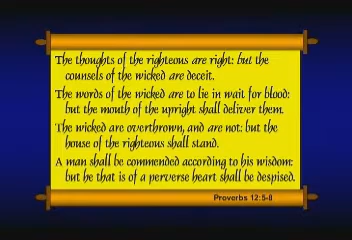 The thoughts of the righteous are right: but the
counsels of the wicked are deceit.
The words of the wicked are to lie in wait for blood:
but the mouth of the upright shall deliver them.
The wicked are overthrown, and are not: but the
house of the righteous shall stand.
A man shall be commended according to his wisdom:
but he that is of a perverse heart shall be despised.
Proverbs 12:5-8